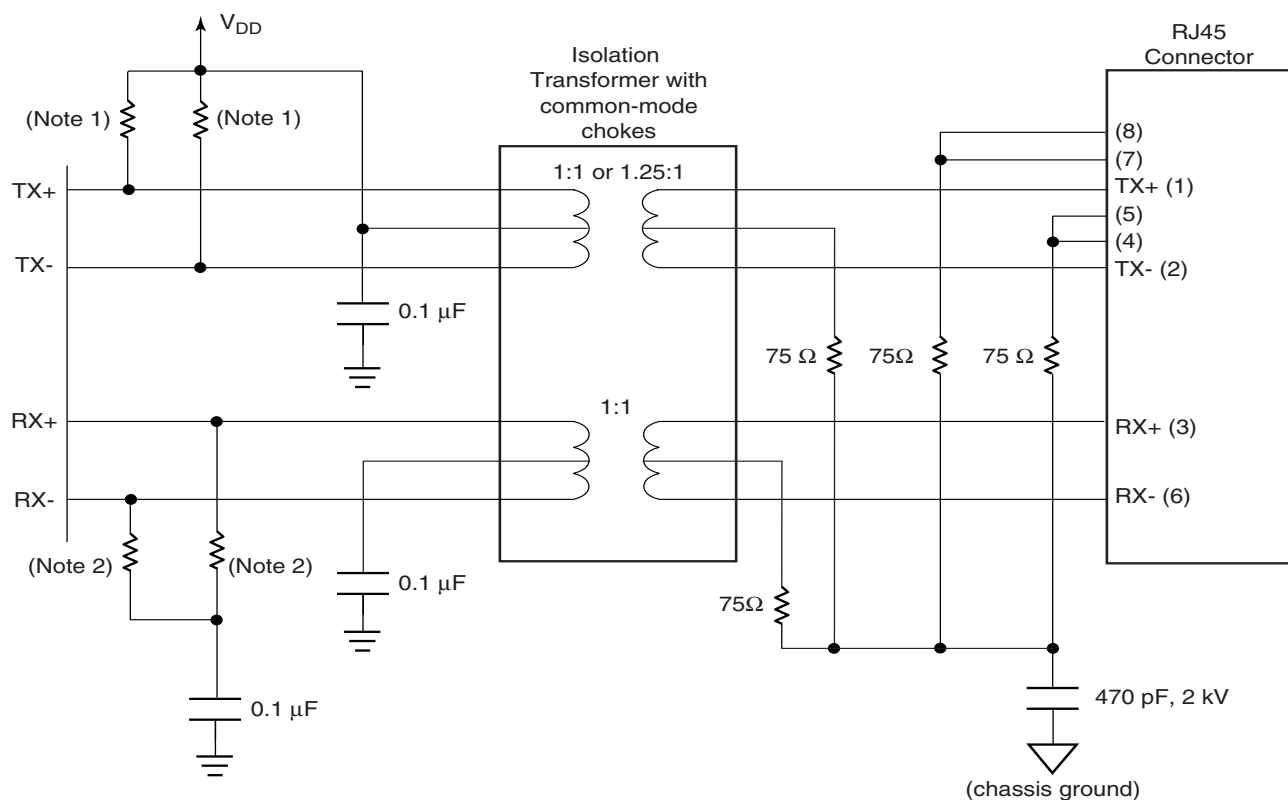 V_DD
RJ45
Connector
Isolation
Transformer with
common-mode
chokes
(Note 1)
(Note 1)
(8)
(7)
1:1 or 1.25:1
TX+
TX+ (1)
(5)
(4)
TX-
TX- (2)
0.1 μF
75 Ω
75Ω
75 Ω
1:1
RX+
RX+ (3)
RX-
RX- (6)
(Note 2)
(Note 2)
0.1 μF
75Ω
0.1 μF
470 pF, 2 kV
(chassis ground)